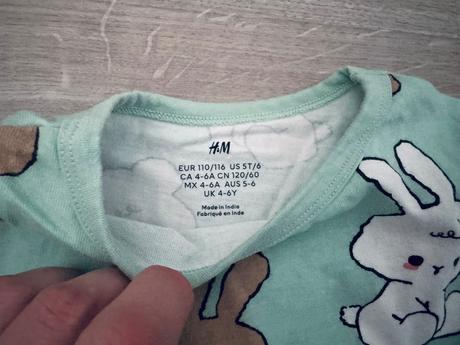 H&M
EUR 110/116 US 5T/6
CA 4-6A CN 120/60
MX 4-6A AUS 5-6
UK 4-6Y
Made in India
Fabriqué en Inde